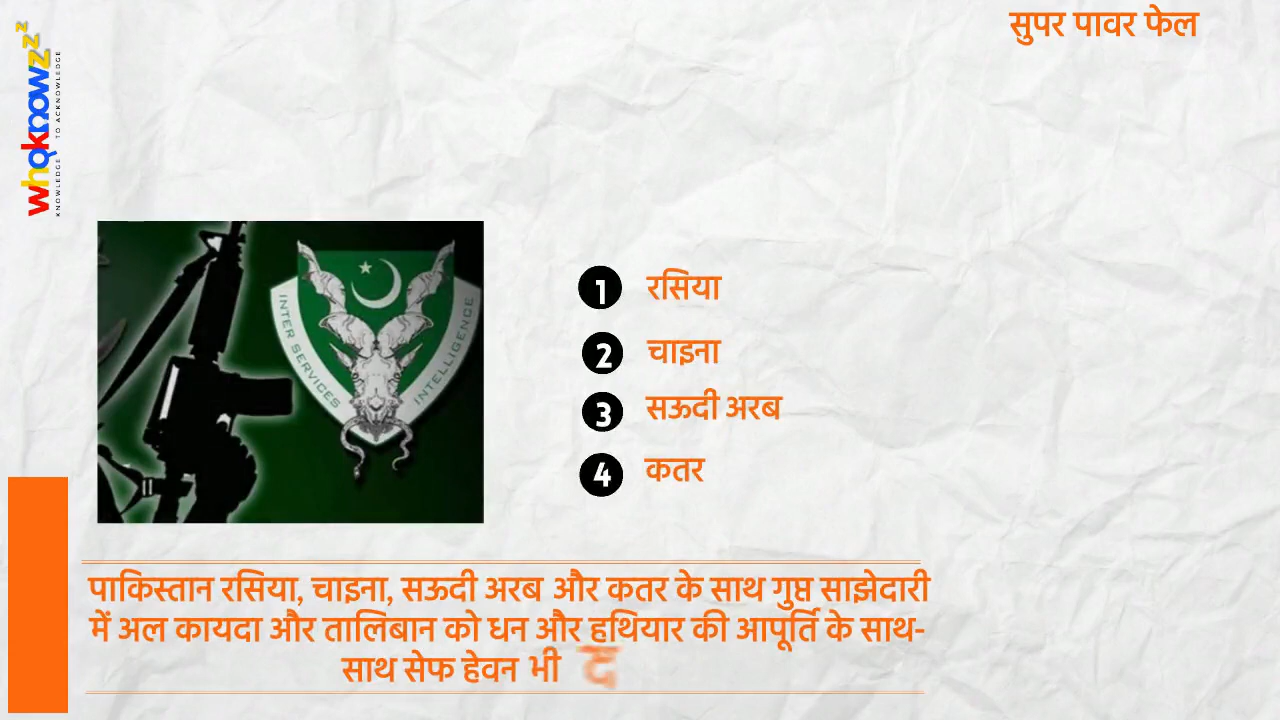 सुपर पावर फेल
whqknowzzz
KNOWLEDGE TO ACKNOWLEDGE
INTER SERVICES INTELLIGENCE
1 रसिया
2 चाइना
3 सऊदी अरब
4 कतर
पाकिस्तान रसिया, चाइना, सऊदी अरब और कतर के साथ गुप्त साझेदारी
में अल कायदा और तालिबान को धन और हथियार की आपूर्ति के साथ-
साथ सेफ हेवन भी